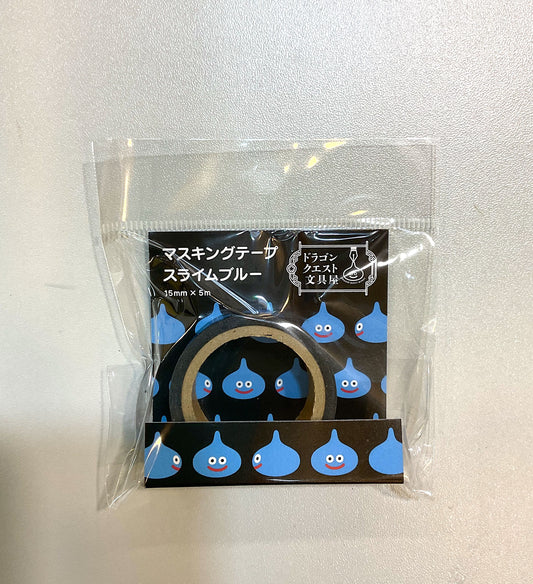 マスキングテープ
スライムブルー
15mm × 5m
ドラゴン
クエスト
文具屋